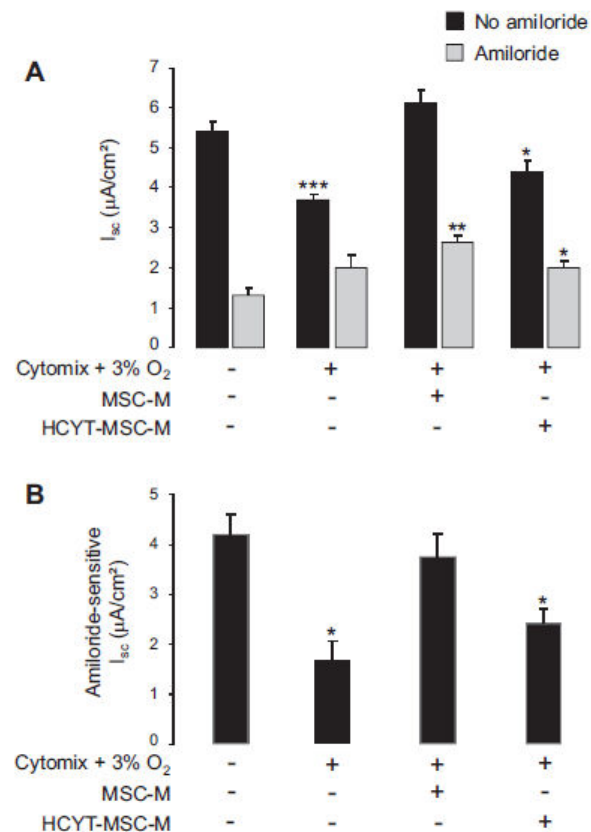 No amiloride
Amiloride
A
7
6
5
4
3
2
1
0
Isc (µA/cm²)
***
**
*
*
Cytomix + 3% O₂ - + + +
MSC-M - - + -
HCYT-MSC-M - - - +
B
5
4
3
2
1
0
Amiloride-sensitive
Isc (µA/cm²)
*
*
Cytomix + 3% O₂ - + + +
MSC-M - - + -
HCYT-MSC-M - - - +